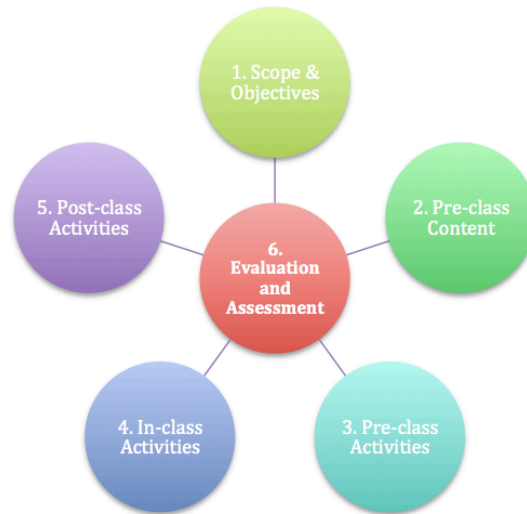 1. Scope &
Objectives
2. Pre-class
Content
3. Pre-class
Activities
4. In-class
Activities
5. Post-class
Activities
6.
Evaluation
and
Assessment